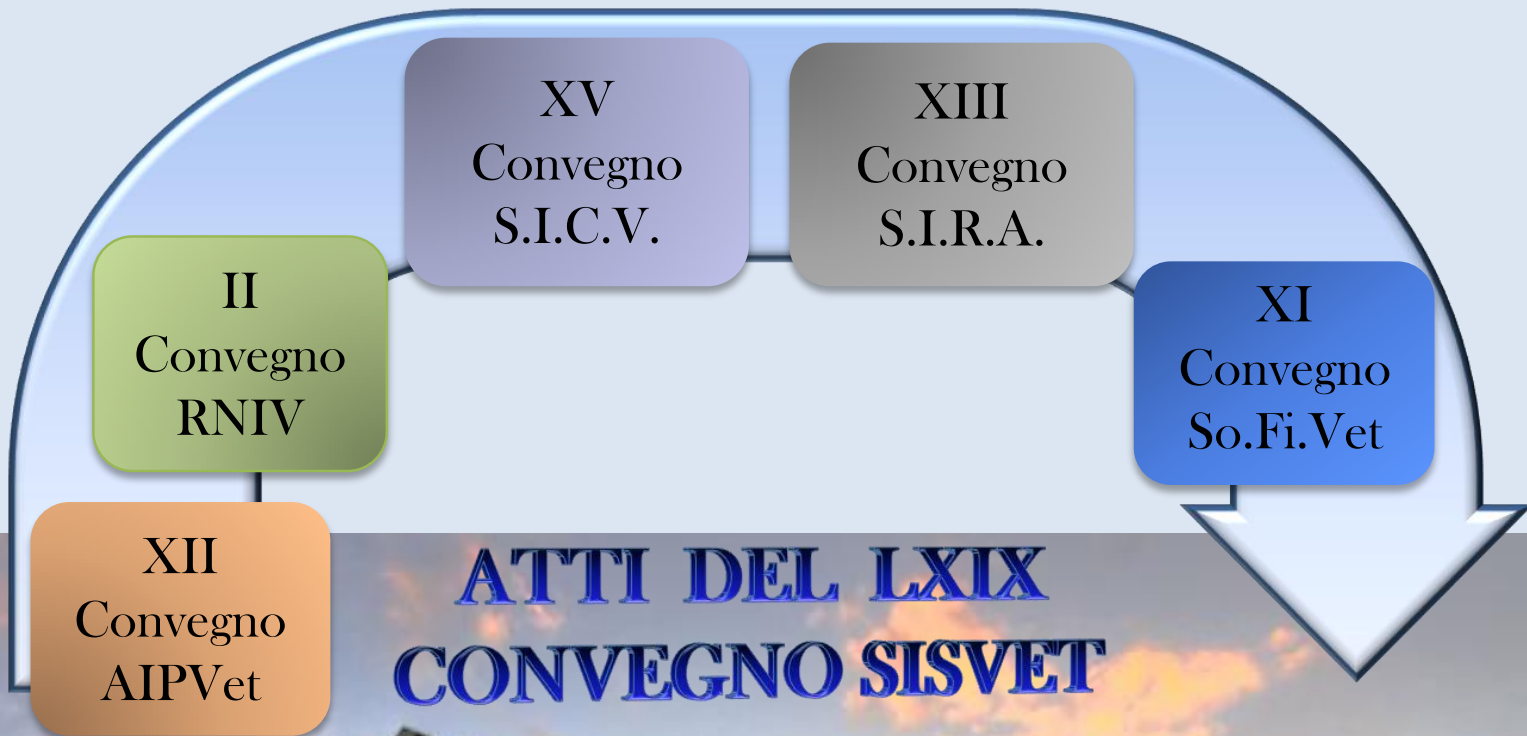 XV
Convegno
S.I.C.V.
XIII
Convegno
S.I.R.A.
II
Convegno
RNIV
XI
Convegno
So.Fi.Vet
XII
Convegno
AIPVet
ATTI DEL LXIX
CONVEGNO SISVET